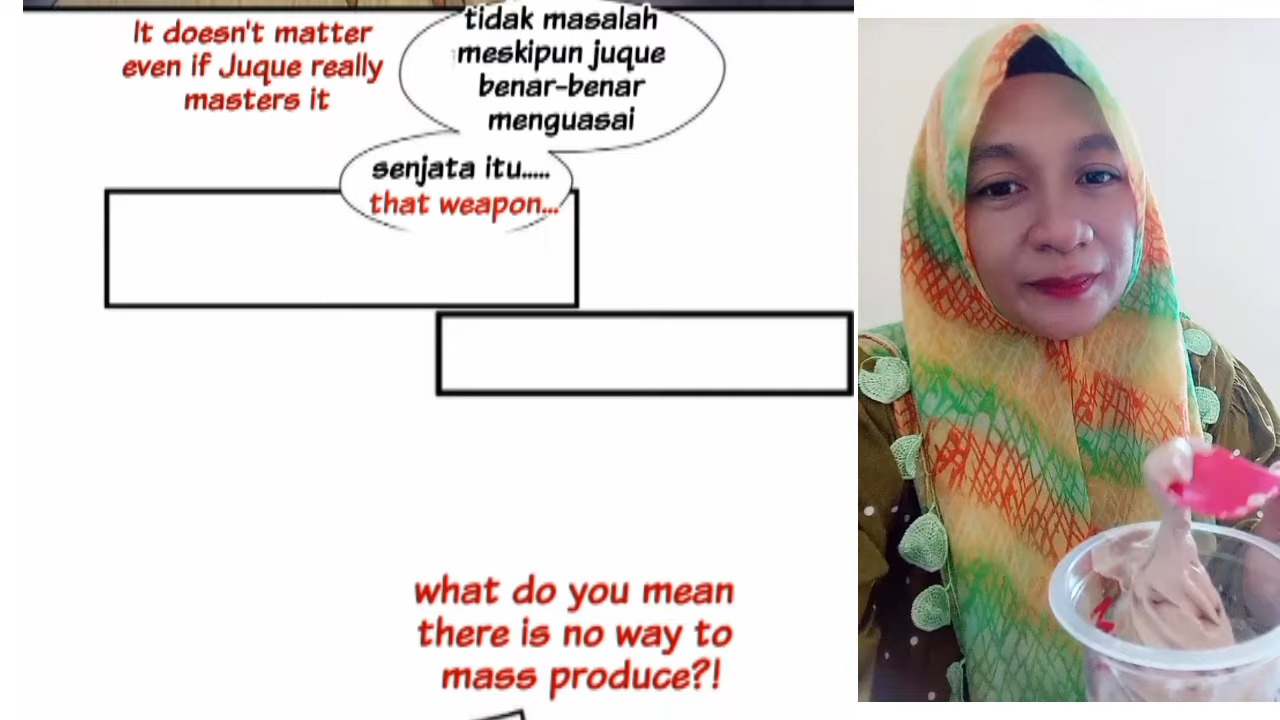 It doesn't matter
even if Juque really
masters it
tidak masalah
meskipun juque
benar-benar
menguasai
senjata itu.....
that weapon...
what do you mean
there is no way to
mass produce?!